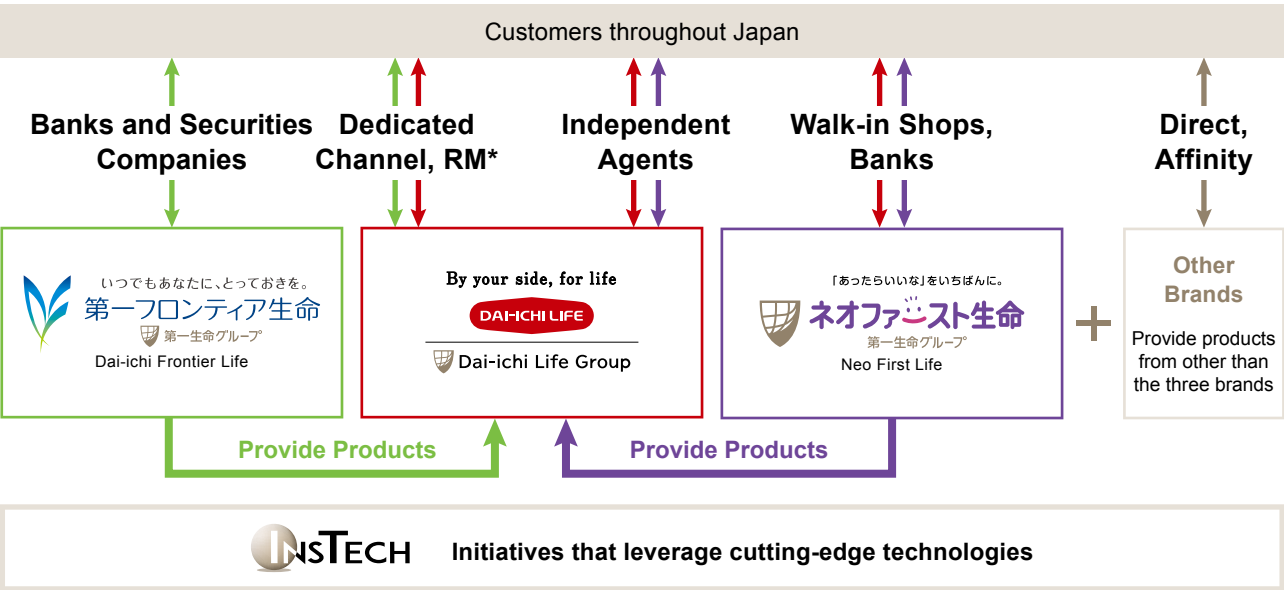 Customers throughout Japan
Banks and Securities
Companies
Dedicated
Channel, RM*
Independent
Agents
Walk-in Shops,
Banks
Direct,
Affinity
いつでもあなたに、とっておきを。
第一フロンティア生命
第一生命グループ
Dai-ichi Frontier Life
By your side, for life
DAI-ICHI LIFE
Dai-ichi Life Group
「あったらいいな」をいちばんに。
ネオファースト生命
第一生命グループ
Neo First Life
+
Other
Brands
Provide products
from other than
the three brands
Provide Products
Provide Products
INSTECH
Initiatives that leverage cutting-edge technologies